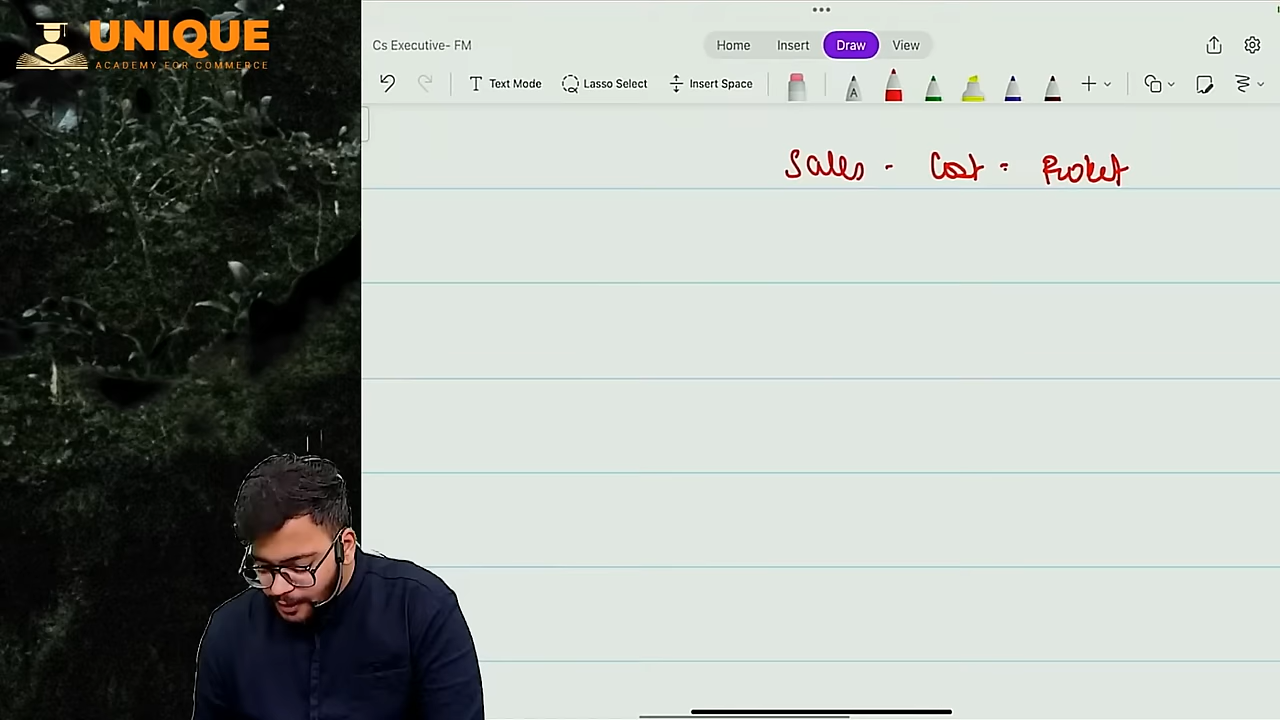 UNIQUE
ACADEMY FOR COMMERCE
Cs Executive- FM
Home Insert Draw View
Text Mode Lasso Select Insert Space A
Sales - Cost = Profit